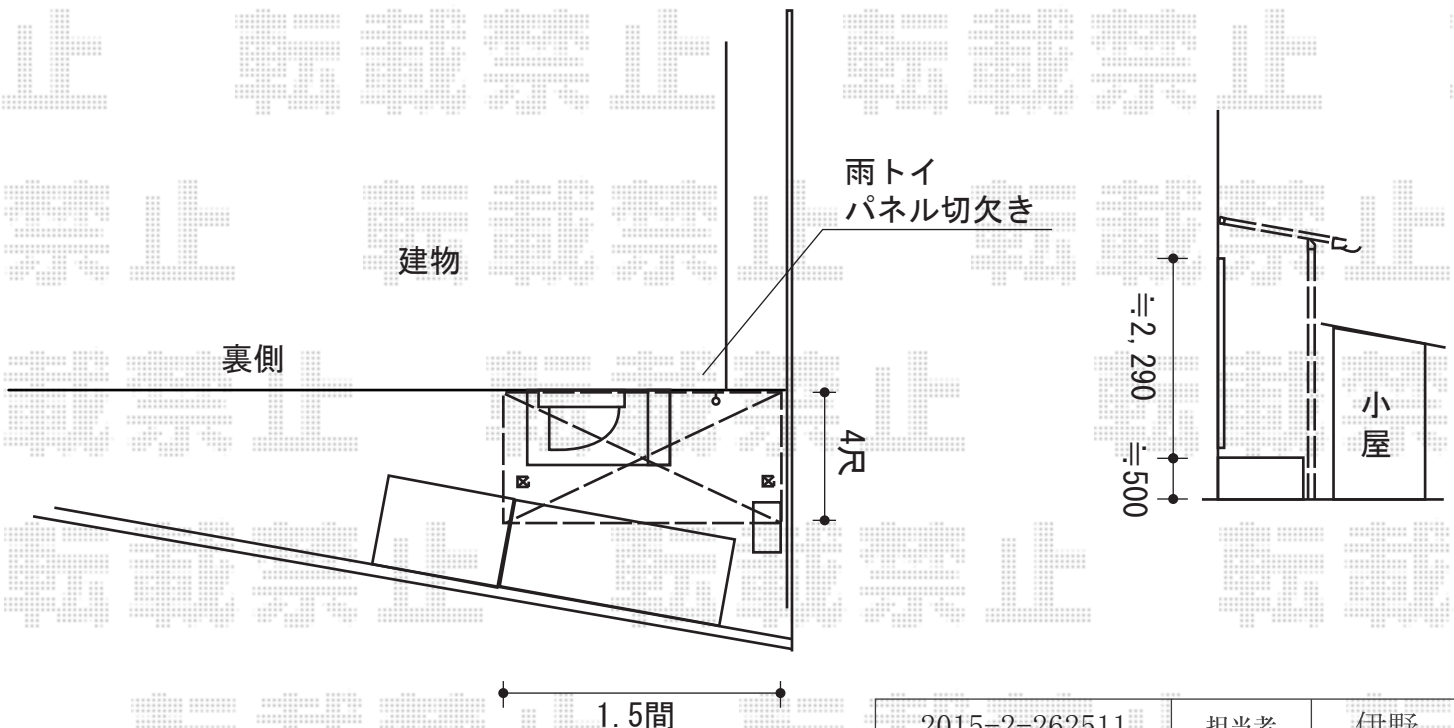 転載禁止
雨トイ
パネル切欠き
建物
裏側
4尺
1.5間
≒2,290
≒500
小屋
2015-2-262511 担当者 伊野